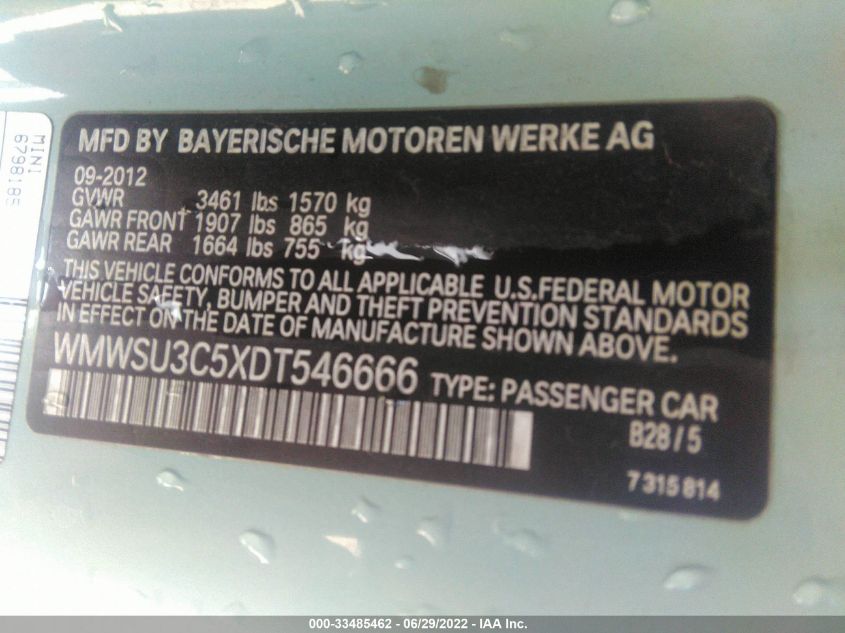 MFD BY BAYERISCHE MOTOREN WERKE AG
09-2012
GVWR 3461 lbs 1570 kg
GAWR FRONT 1907 lbs 865 kg
GAWR REAR 1664 lbs 755 kg
THIS VEHICLE CONFORMS TO ALL APPLICABLE U.S.FEDERAL MOTOR
VEHICLE SAFETY, BUMPER AND THEFT PREVENTION STANDARDS
IN EFFECT ON THE DATE OF MANUFACTURE SHOWN ABOVE.
WMWSU3C5XDT546666 TYPE: PASSENGER CAR
B28/5
7315814
MINI
6798185
000-33485462 - 06/29/2022 - IAA Inc.